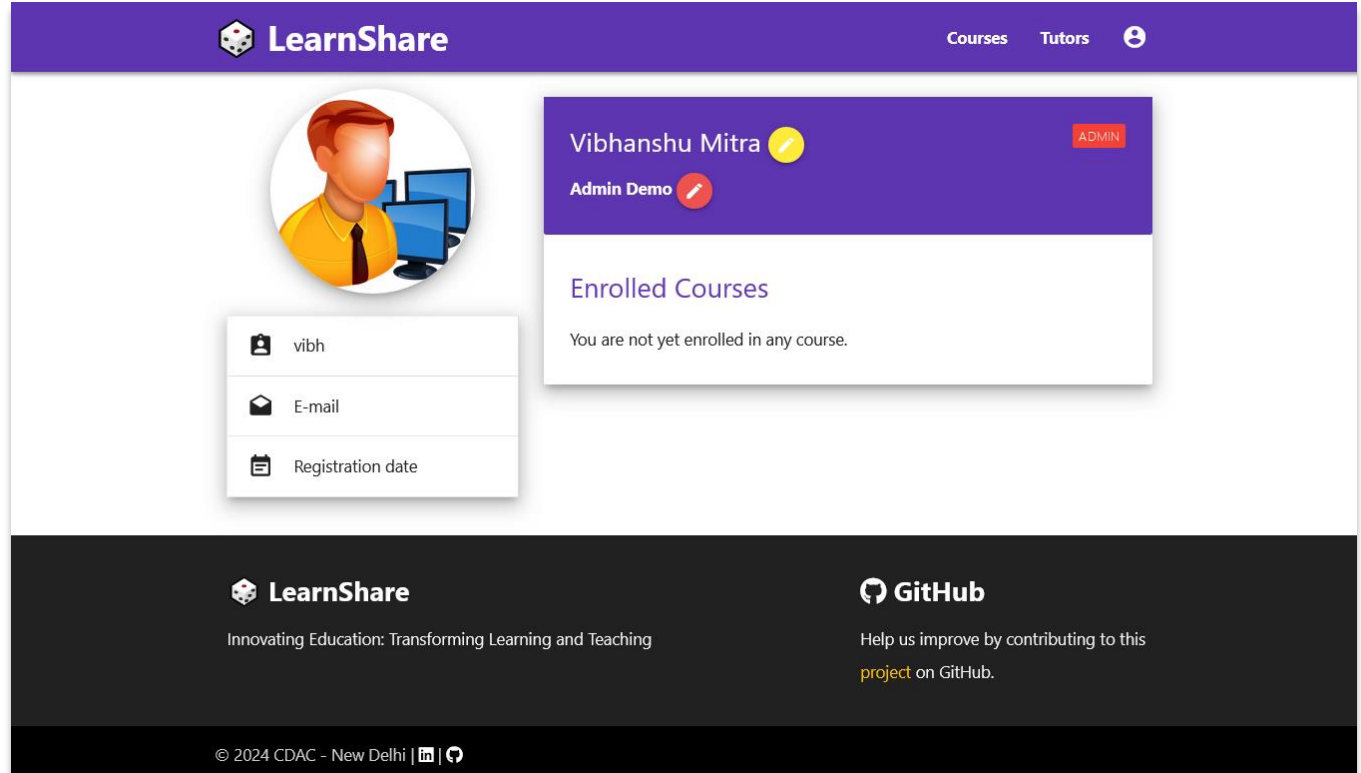 LearnShare
Courses
Tutors
Vibhanshu Mitra
ADMIN
Admin Demo
Enrolled Courses
You are not yet enrolled in any course.
vibh
E-mail
Registration date
LearnShare
Innovating Education: Transforming Learning and Teaching
GitHub
Help us improve by contributing to this
project on GitHub.
© 2024 CDAC - New Delhi | in |